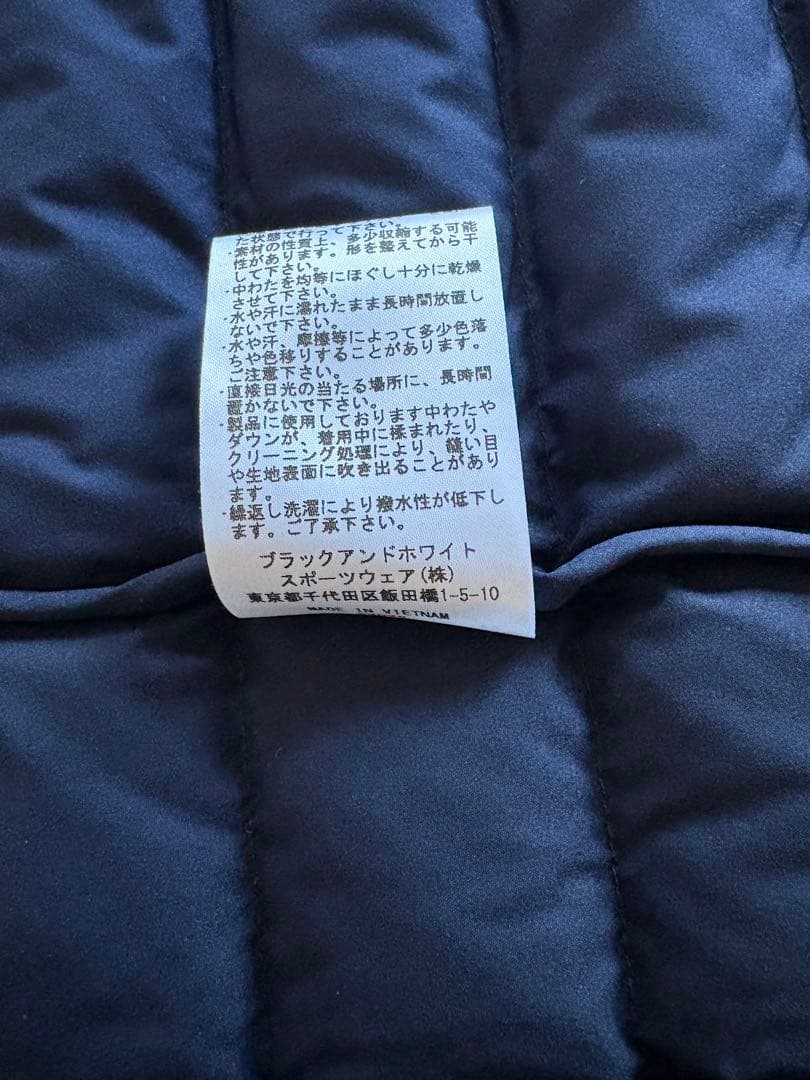 た状態で行って下さい。
・素材の性質上、多少収縮する可能
性があります。形を整えてから干
して下さい。
・中わたを均等にほぐし十分に乾燥
させて下さい。
・水や汗に濡れたまま長時間放置し
ないで下さい。
・水や汗、摩擦等によって多少色落
ちや色移りすることがあります。
ご注意下さい。
・直接日光の当たる場所に、長時間
置かないで下さい。
・製品に使用しております中わたや
ダウンが、着用中に揉まれたり、
クリーニング処理により、縫い目
や生地表面に吹き出ることがあり
ます。
・繰返し洗濯により撥水性が低下し
ます。ご了承下さい。
ブラックアンドホワイト
スポーツウェア(株)
東京都千代田区飯田橋1-5-10
MADE IN VIETNAM